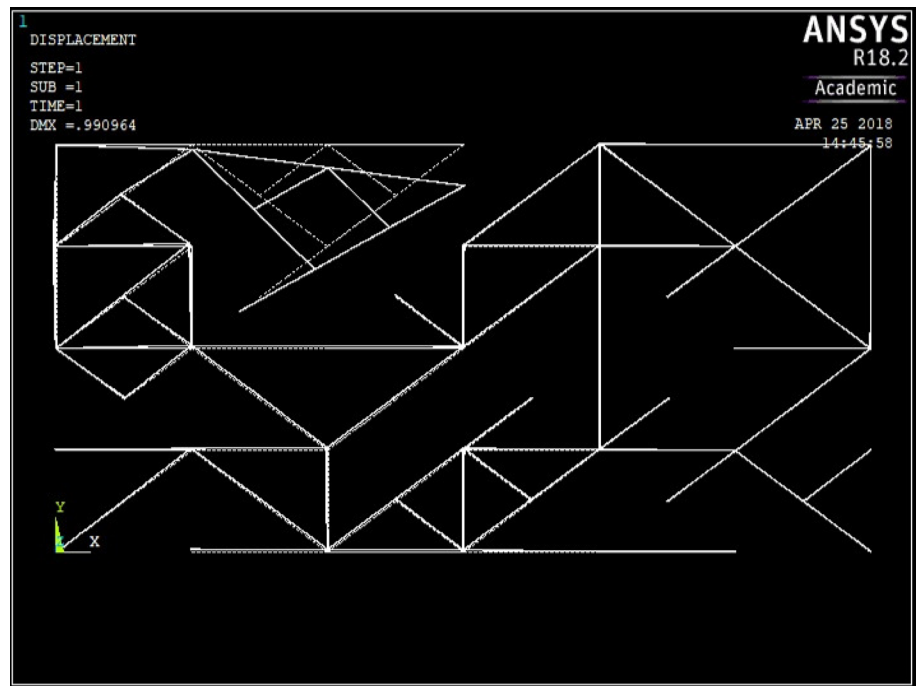 1
DISPLACEMENT
STEP=1
SUB =1
TIME=1
DMX =.990964
ANSYS
R18.2
Academic
APR 25 2018
14:45:58
Y
X